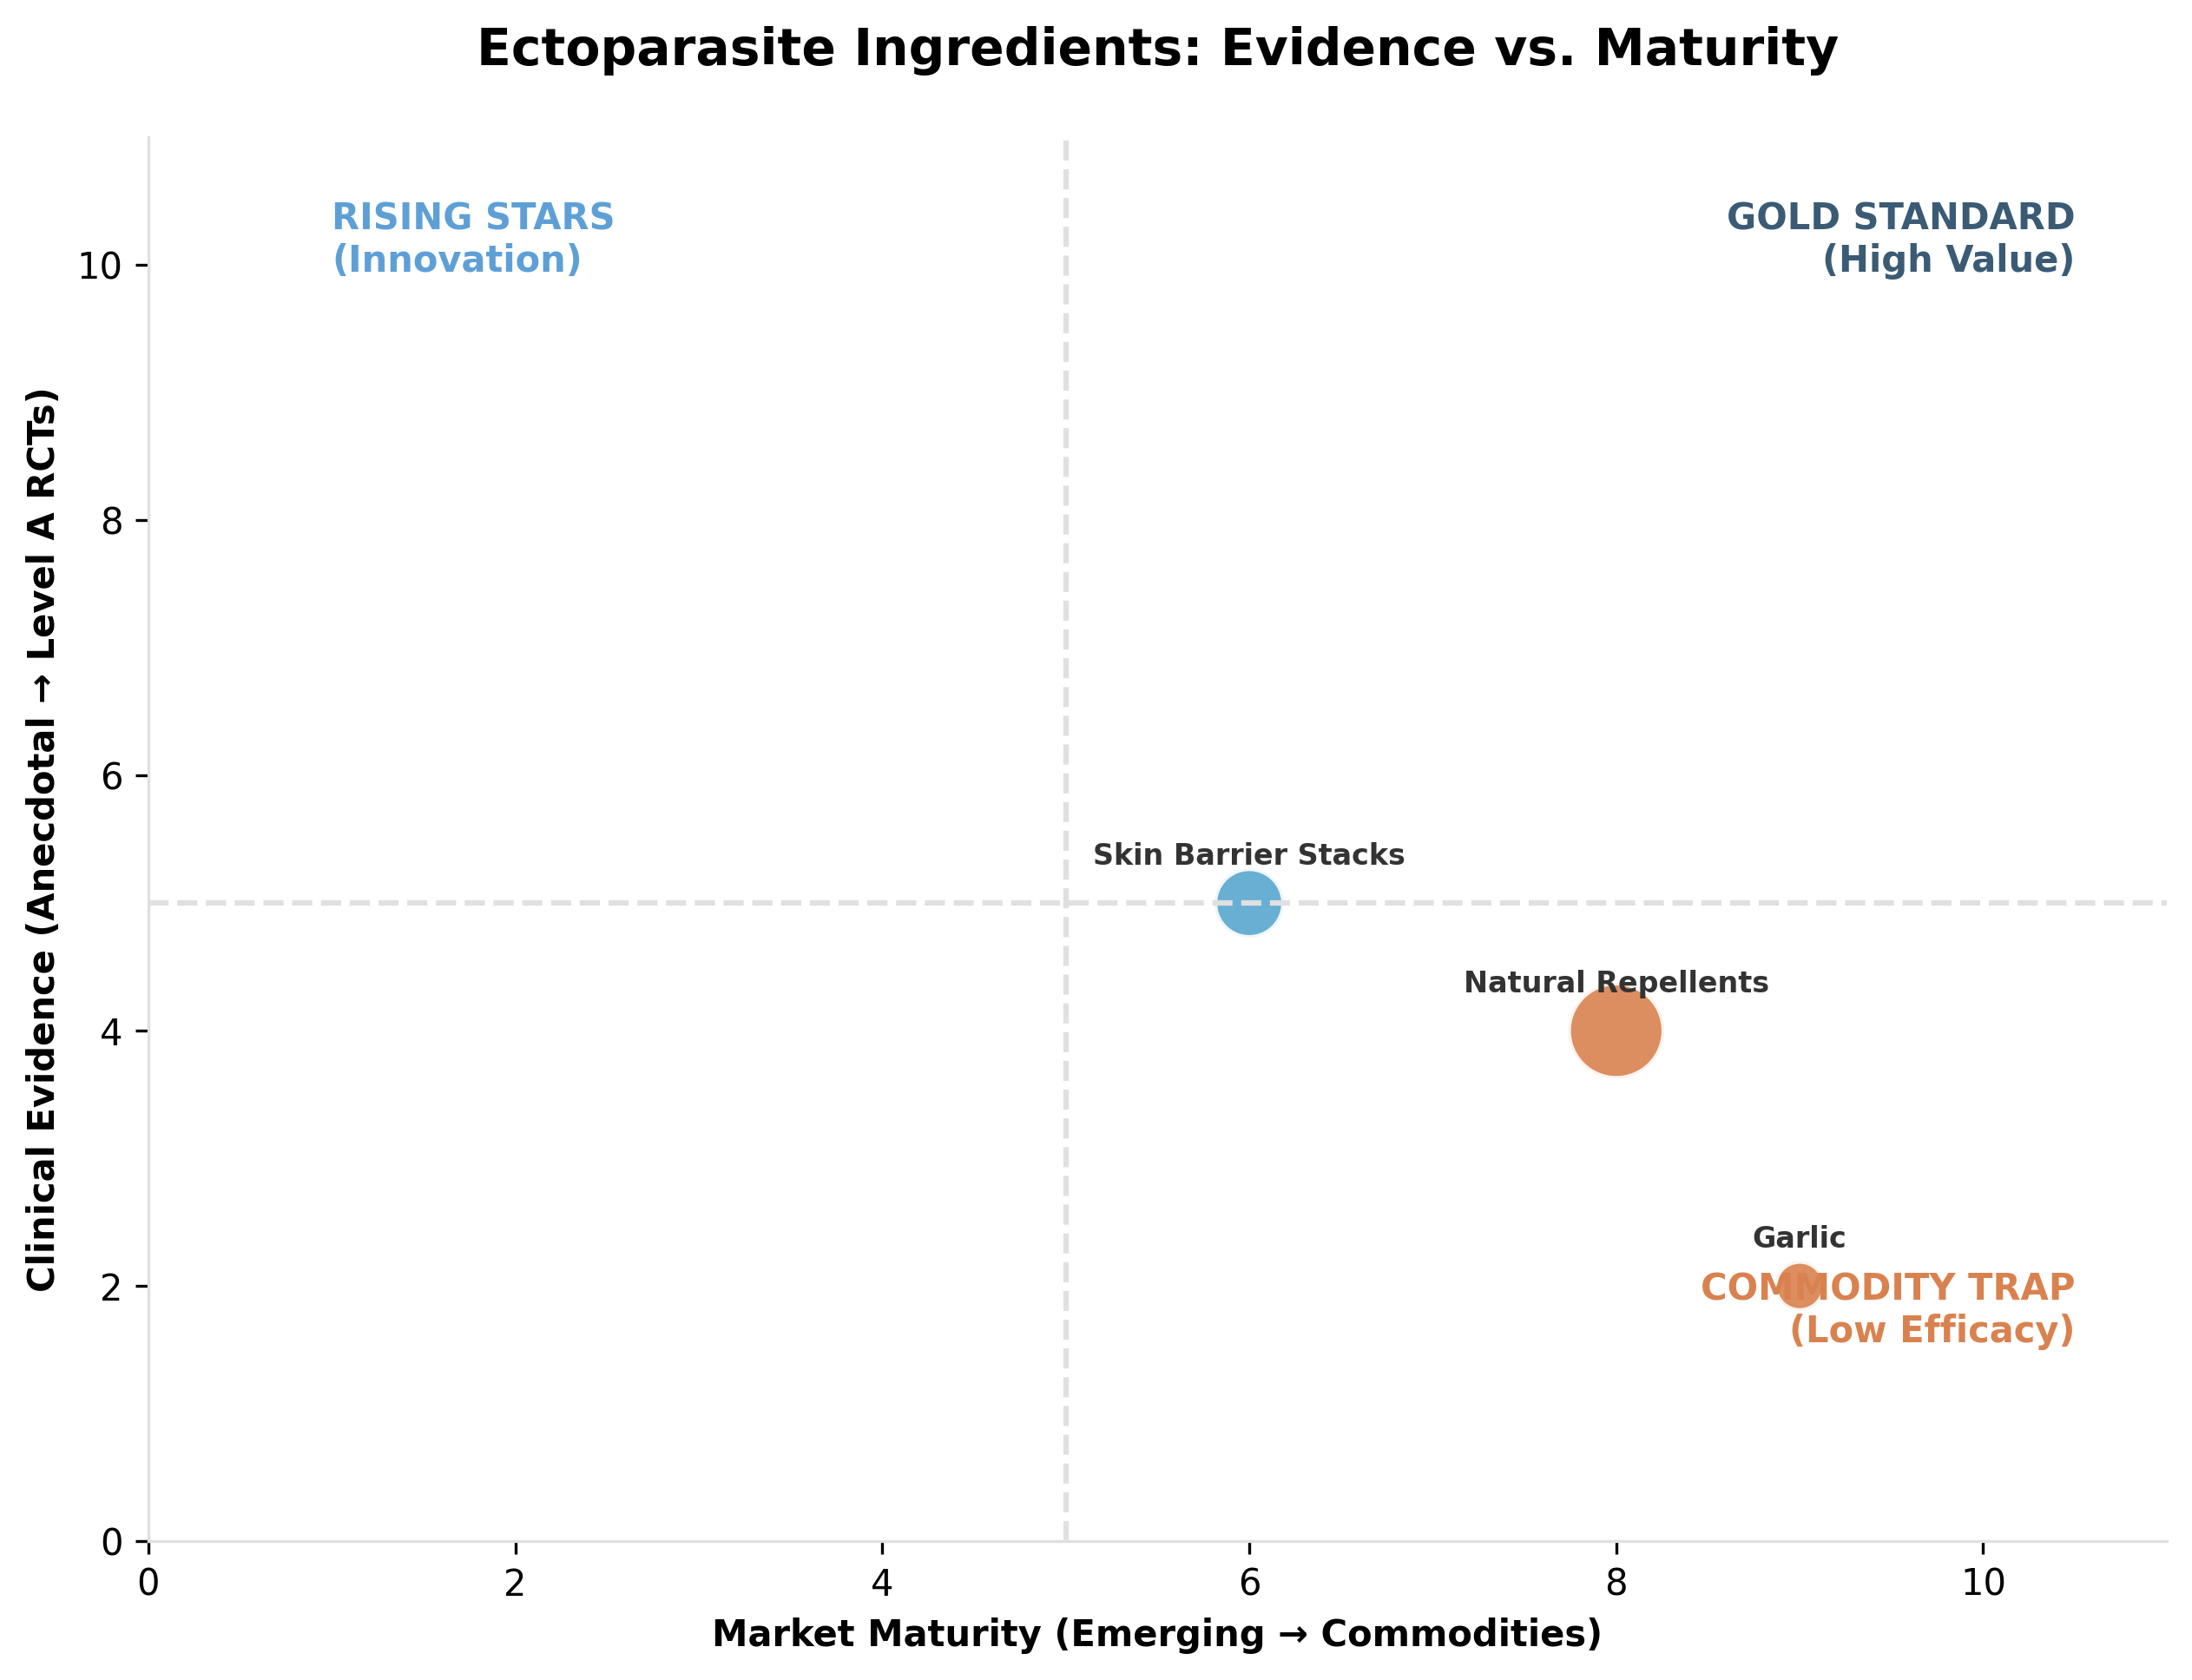 Ectoparasite Ingredients: Evidence vs. Maturity
RISING STARS
(Innovation)
GOLD STANDARD
(High Value)
10
8
6
4
2
0
Clinical Evidence (Anecdotal → Level A RCTs)
Skin Barrier Stacks
Natural Repellents
Garlic
COMMODITY TRAP
(Low Efficacy)
0 2 4 6 8 10
Market Maturity (Emerging → Commodities)